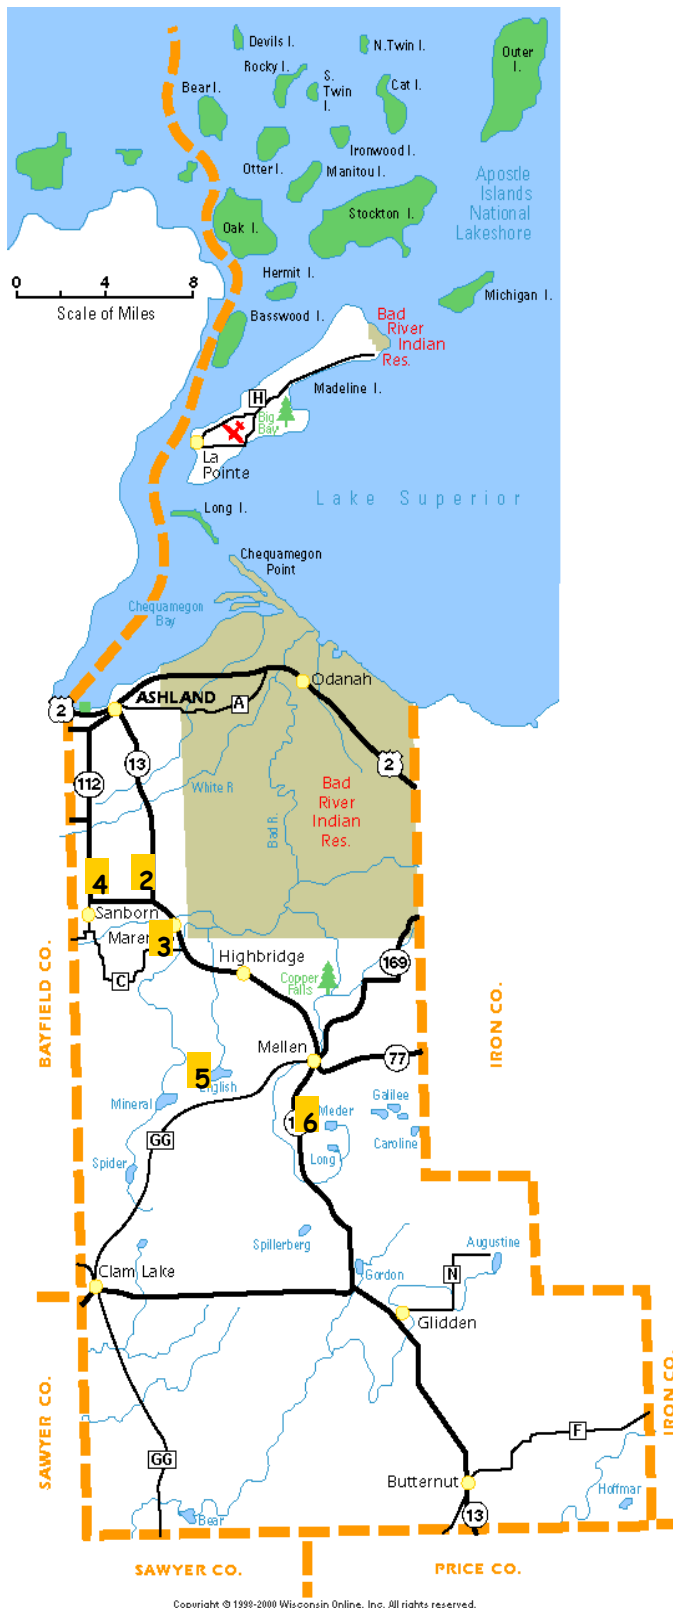 Devils I.
N.Twin I.
Outer
I.
Rocky I.
S.
Twin
I.
Bear I.
Cat I.
Ironwood I.
Otter I.
Manitou I.
Apostle
Islands
National
Lakeshore
Stockton I.
Oak I.
Hermit I.
Michigan I.
0 4 8
Scale of Miles
Basswood I.
Bad
River
Indian
Res.
Madeline I.
H
Big
Bay
La
Pointe
Lake Superior
Long I.
Chequamegon
Point
Chequamegon
Bay
Odanah
ASHLAND
A
2
13
2
112
White R
Bad R.
Bad
River
Indian
Res.
4
2
Sanborn
3
Highbridge
C
Copper
Falls
169
BAYFIELD CO.
IRON CO.
Mellen
77
5
English
Mineral
6
Meder
Galilee
Caroline
GG
Long
Spider
Spillerberg
Augustine
Clam Lake
Gordon
N
Glidden
SAWYER CO.
IRON CO.
F
GG
Butternut
Hoffmar
Bear
13
SAWYER CO.
PRICE CO.
Copyright © 1998-2000 Wisconsin Online, Inc. All rights reserved.